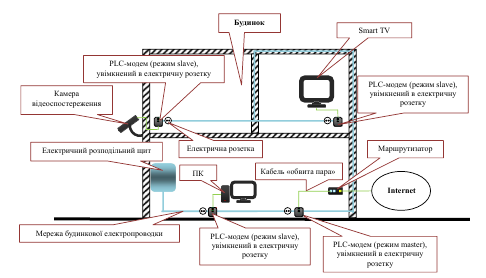 Будинок
Smart TV
PLC-модем (режим slave),
увімкнений в електричну
розетку
Камера
відеоспостереження
PLC-модем (режим slave),
увімкнений в електричну
розетку
Електричний розподільний щит
Електрична розетка
Маршрутизатор
ПК
Кабель «обвита пара»
Internet
Мережа будинкової електропроводки
PLC-модем (режим slave),
увімкнений в електричну
розетку
PLC-модем (режим master),
увімкнений в електричну
розетку